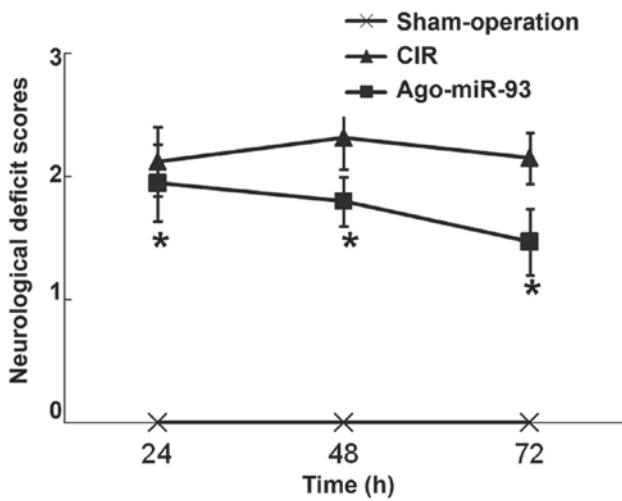 Sham-operation
CIR
Ago-miR-93
Neurological deficit scores
3
2
1
0
* * *
24 48 72
Time (h)